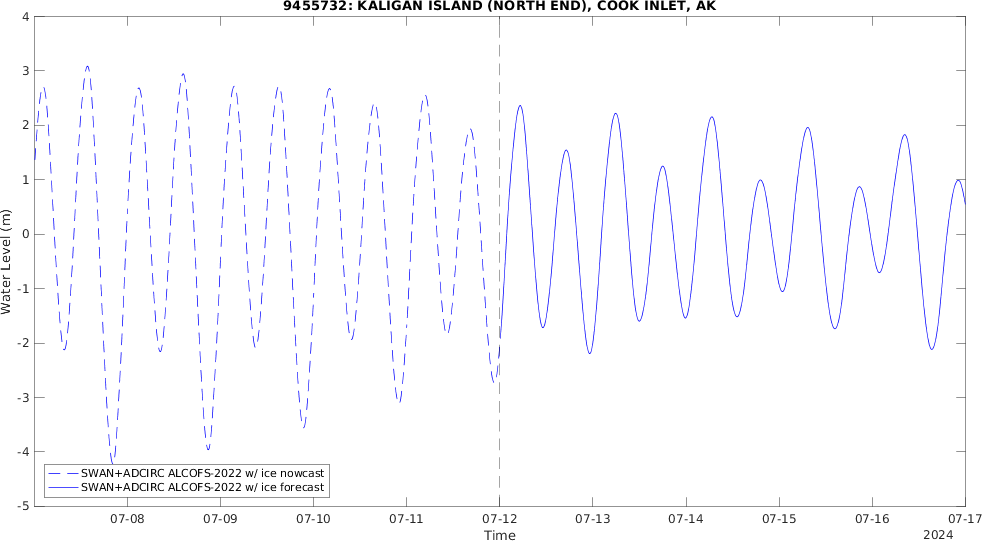 9455732: KALIGAN ISLAND (NORTH END), COOK INLET, AK
4
3
2
1
0
-1
-2
-3
-4
-5
Water Level (m)
SWAN+ADCIRC ALCOFS-2022 w/ ice nowcast
SWAN+ADCIRC ALCOFS-2022 w/ ice forecast
07-08 07-09 07-10 07-11 07-12 07-13 07-14 07-15 07-16 07-17
Time
2024